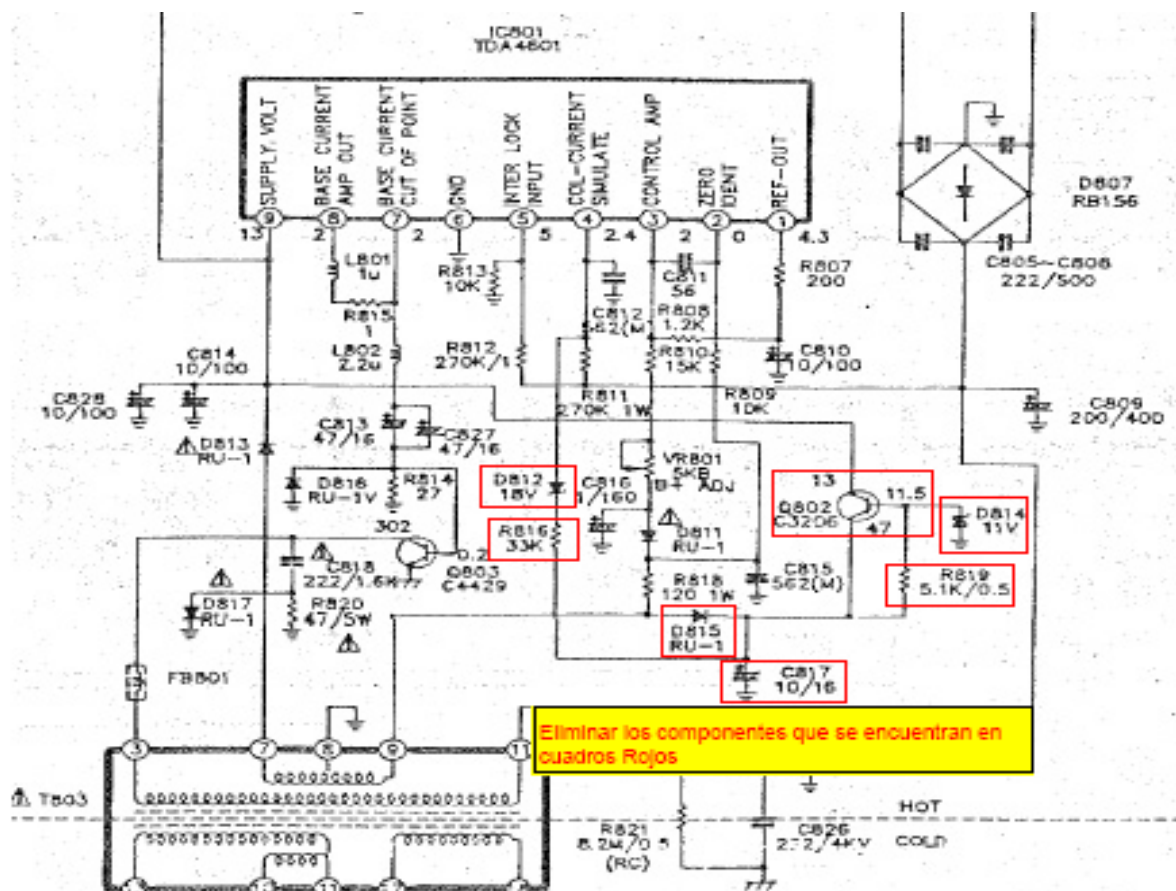 IC801
TDA4601
SUPPLY. VOLT
BASE CURRENT
AMP OUT
BASE CURRENT
CUT OF POINT
GND
INTER LOCK
INPUT
COL-CURRENT
SIMULATE
CONTROL AMP
ZERO
IDENT
REF-OUT
9
8
7
6
5
4
3
2
1
13
2
2
5
2.4
2
0
4.3
D807
RB156
C805~C808
222/500
L801
1u
R813
10K
C811
56
R807
200
R815
1
C812
R808
1.2K
C814
10/100
L802
2.2u
R812
270K/1
R810
15K
C810
10/100
C828
10/100
R811
270K 1W
R809
10K
C809
200/400
D813
RU-1
C813
47/16
C827
47/16
VR801
5KB
B+ ADJ
D816
RU-1V
R814
27
D812
18V
C816
1/160
13
11.5
Q802
C3206
47
D814
11V
302
R816
33K
D811
RU-1
0.2
Q803
C4429
C818
222/1.6K
C815
562(M)
R819
5.1K/0.5
D817
RU-1
R820
47/5W
R818
120 1W
D815
RU-1
FB801
C817
10/16
Eliminar los componentes que se encuentran en
cuadros Rojos
3
7
8
9
11
T803
HOT
R821
8.2M/0.5
(RC)
C826
232/4KV
COLD